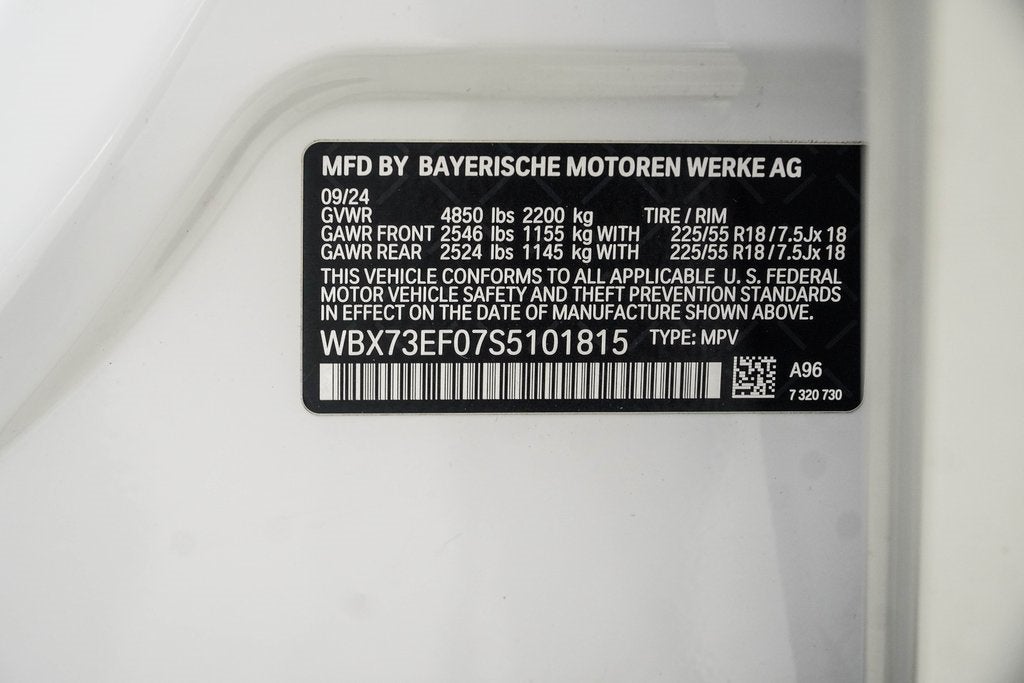 MFD BY BAYERISCHE MOTOREN WERKE AG
09/24
GVWR 4850 lbs 2200 kg TIRE / RIM
GAWR FRONT 2546 lbs 1155 kg WITH 225/55 R18 / 7.5Jx 18
GAWR REAR 2524 lbs 1145 kg WITH 225/55 R18 / 7.5Jx 18
THIS VEHICLE CONFORMS TO ALL APPLICABLE U. S. FEDERAL
MOTOR VEHICLE SAFETY AND THEFT PREVENTION STANDARDS
IN EFFECT ON THE DATE OF MANUFACTURE SHOWN ABOVE.
WBX73EF07S5101815 TYPE: MPV
A96
7 320 730